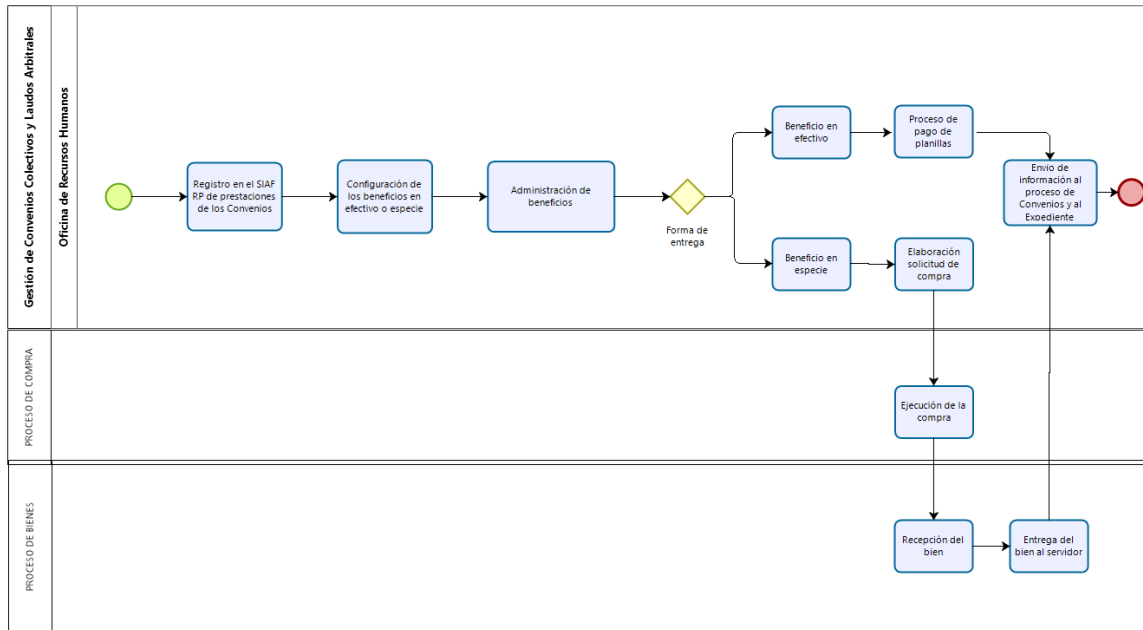 Gestión de Convenios Colectivos y Laudos Arbitrales
Oficina de Recursos Humanos
Registro en el SIAF
RP de prestaciones
de los Convenios
Configuración de
los beneficios en
efectivo o especie
Administración de
beneficios
Forma de
entrega
Beneficio en
efectivo
Proceso de
pago de
planillas
Envio de
información al
proceso de
Convenios y al
Expediente
Beneficio en
especie
Elaboración
solicitud de
compra
PROCESO DE COMPRA
Ejecución de la
compra
PROCESO DE BIENES
Recepción del
bien
Entrega del
bien al servidor